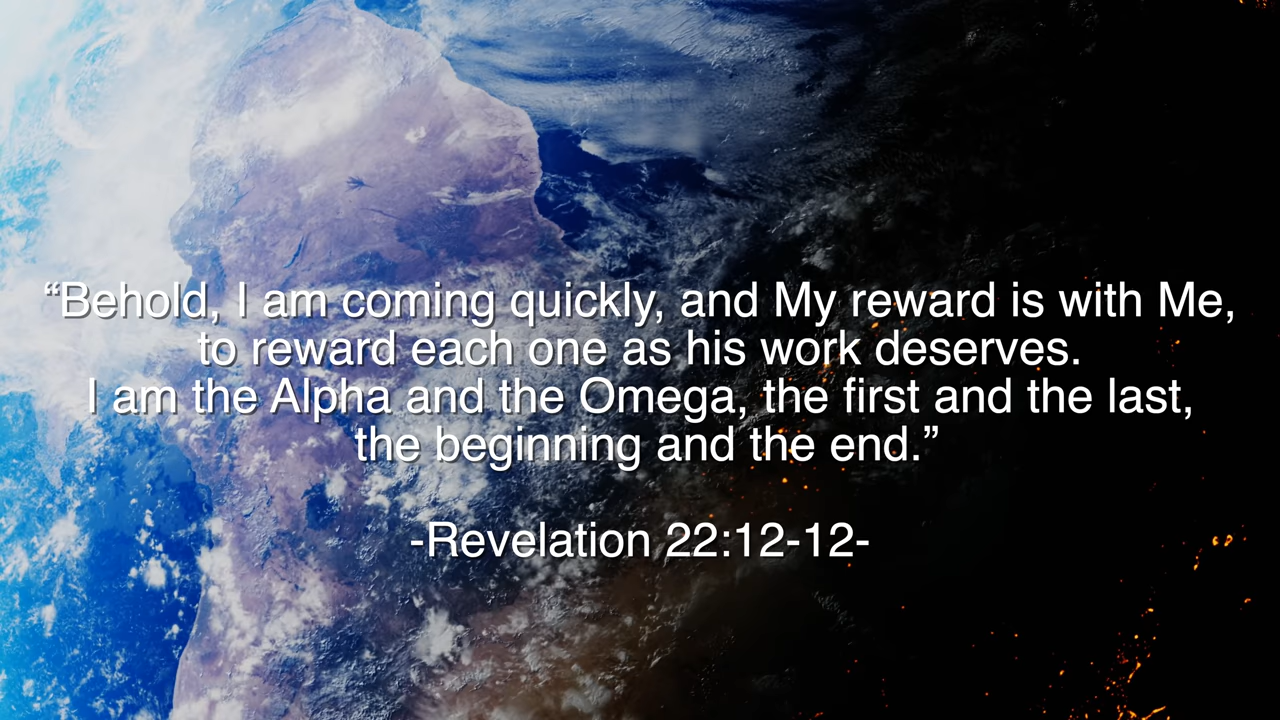 “Behold, I am coming quickly, and My reward is with Me,
to reward each one as his work deserves.
I am the Alpha and the Omega, the first and the last,
the beginning and the end.”
-Revelation 22:12-12-